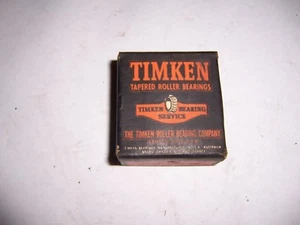 TIMKEN
TAPERED ROLLER BEARINGS
TIMKEN BEARING
SERVICE
THE TIMKEN ROLLER BEARING COMPANY